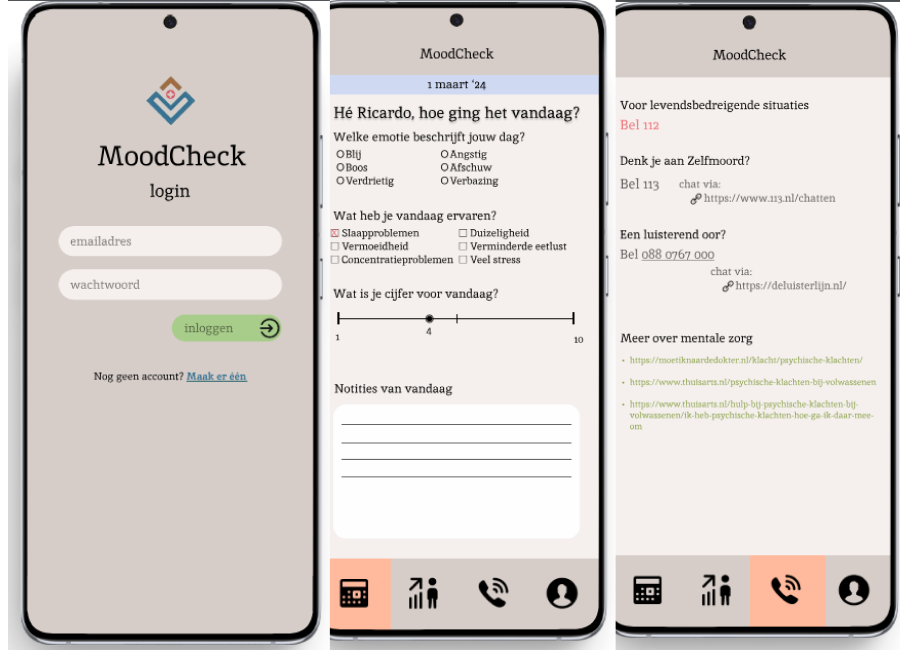 MoodCheck
login
emailadres
wachtwoord
inloggen
Nog geen account? Maak er één
MoodCheck
1 maart ‘24
Hé Ricardo, hoe ging het vandaag?
Welke emotie beschrijft jouw dag?
Blij
Angstig
Boos
Afschuw
Verdrietig
Verbazing
Wat heb je vandaag ervaren?
Slaapproblemen
Duizeligheid
Vermoeidheid
Verminderde eetlust
Concentratieproblemen
Veel stress
Wat is je cijfer voor vandaag?
4
1
10
Notities van vandaag
MoodCheck
Voor levendsbedreigende situaties
Bel 112
Denk je aan Zelfmoord?
Bel 113
chat via:
https://www.113.nl/chatten
Een luisterend oor?
Bel 088 0767 000
chat via:
https://deluisterlijn.nl/
Meer over mentale zorg
• https://moetiknaardedokter.nl/klacht/psychische-klachten/
• https://www.thuisarts.nl/psychische-klachten-bij-volwassenen
• https://www.thuisarts.nl/hulp-bij-psychische-klachten-bij-
volwassenen/ik-heb-psychische-klachten-hoe-ga-ik-daar-mee-
om